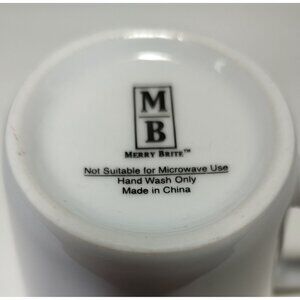 M
B
MERRY BRITE™
Not Suitable for Microwave Use
Hand Wash Only
Made in China